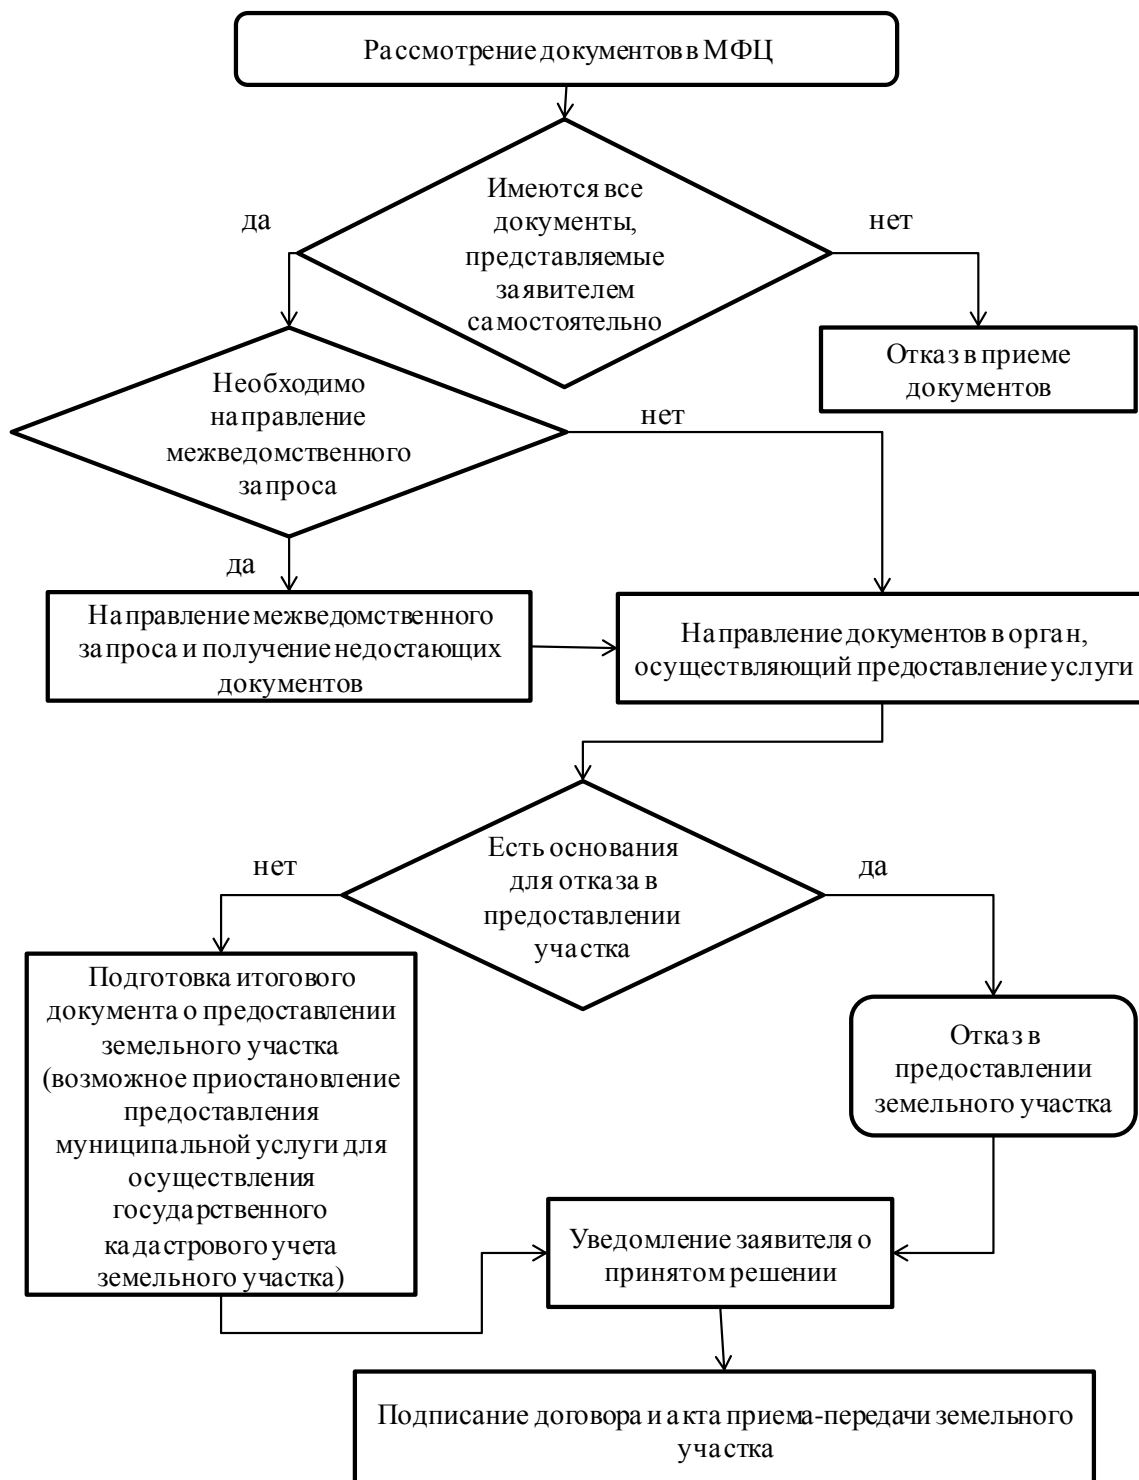 Рассмотрение документов в МФЦ
Имеются все
документы,
представляемые
заявителем
самостоятельно
да
нет
Отказ в приеме
документов
Необходимо
направление
межведомственного
запроса
нет
да
Направление межведомственного
запроса и получение недостающих
документов
Направление документов в орган,
осуществляющий предоставление услуги
Есть основания
для отказа в
предоставлении
участка
нет
да
Подготовка итогового
документа о предоставлении
земельного участка
(возможное приостановление
предоставления
муниципальной услуги для
осуществления
государственного
кадастрового учета
земельного участка)
Отказ в
предоставлении
земельного участка
Уведомление заявителя о
принятом решении
Подписание договора и акта приема-передачи земельного
участка